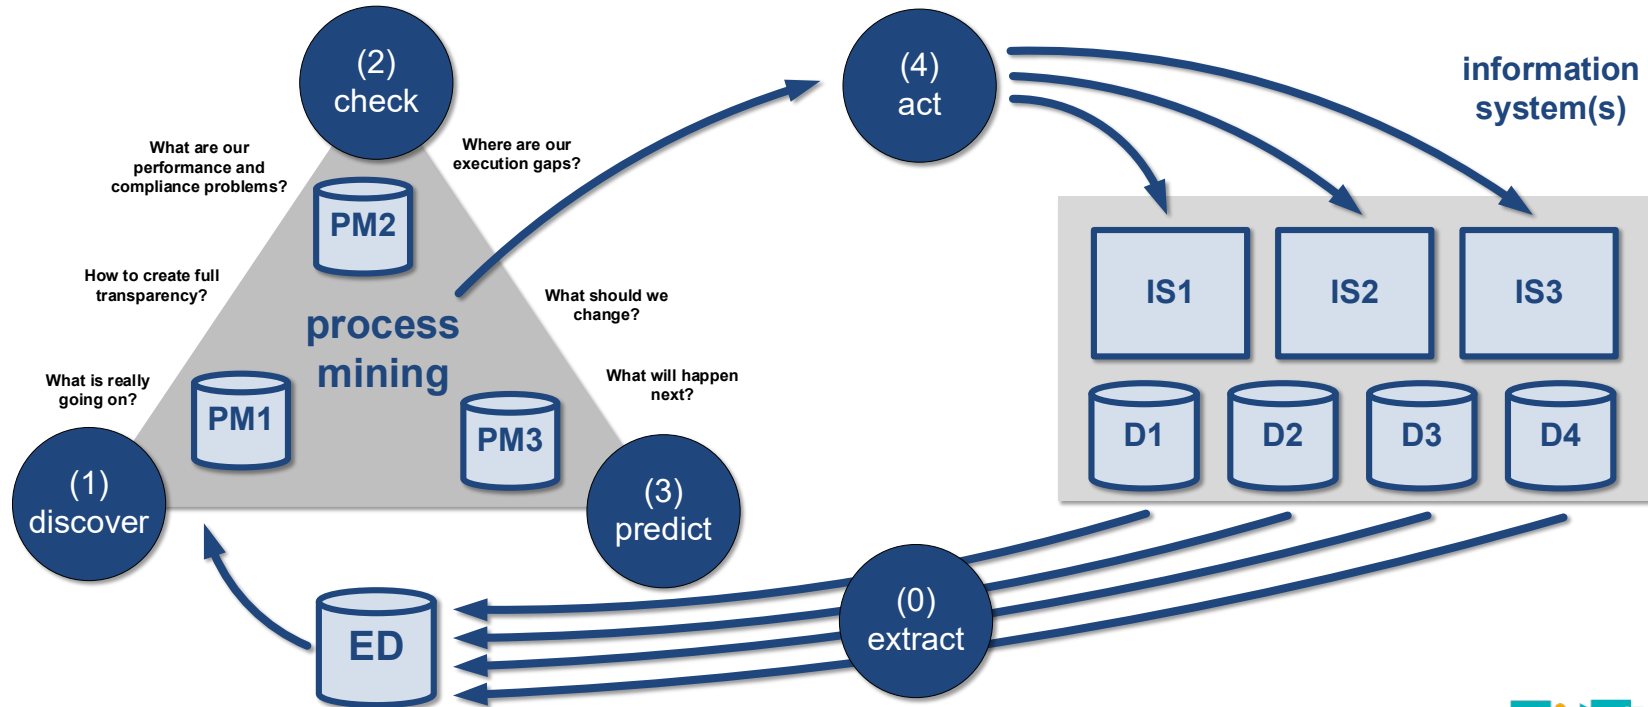 (2)
check
(4)
act
information
system(s)
What are our
performance and
compliance problems?
Where are our
execution gaps?
PM2
How to create full
transparency?
What should we
change?
process
mining
IS1
IS2
IS3
What is really
going on?
What will happen
next?
PM1
PM3
D1
D2
D3
D4
(1)
discover
(3)
predict
(0)
extract
ED